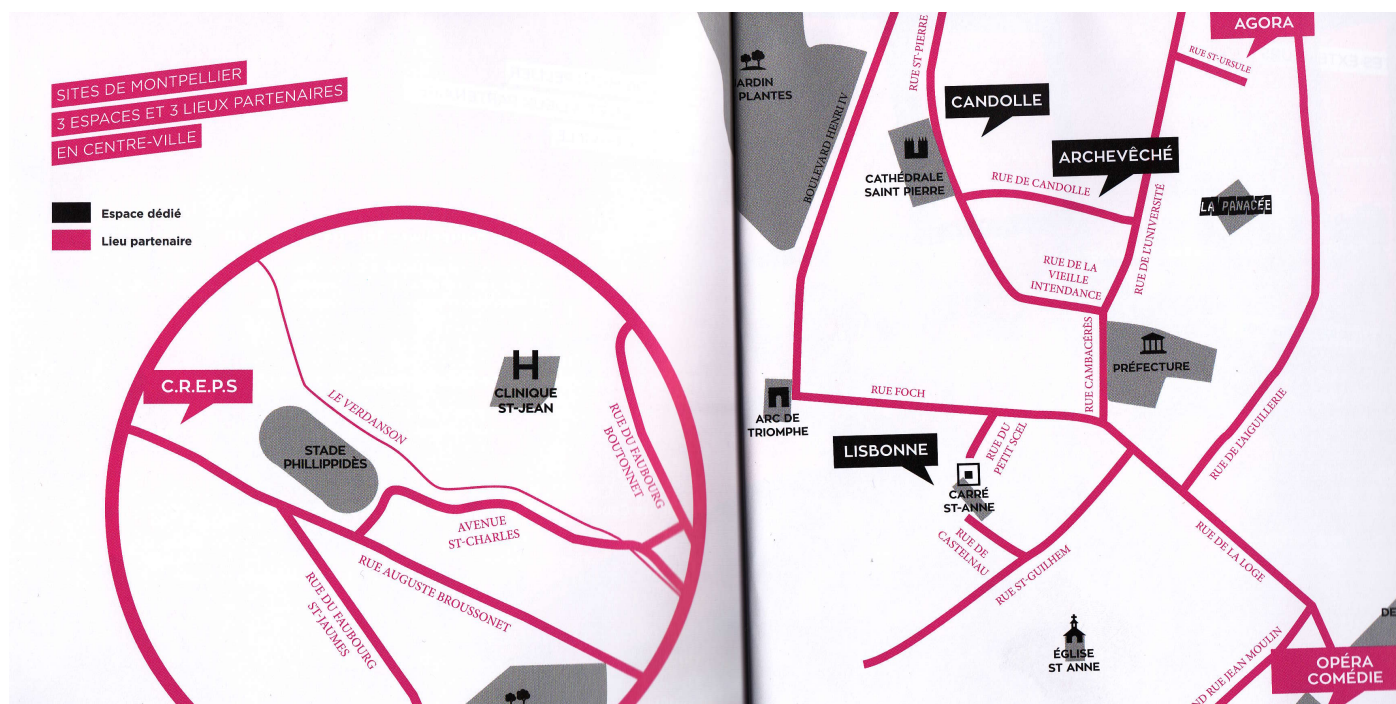 SITES DE MONTPELLIER
3 ESPACES ET 3 LIEUX PARTENAIRES
EN CENTRE-VILLE
Espace dédié
Lieu partenaire
C.R.E.P.S
STADE
PHILLIPPIDÈS
LE VERDANSON
H
CLINIQUE
ST-JEAN
RUE DU FAUBOURG
BOUTONNET
AVENUE
ST-CHARLES
RUE AUGUSTE BROUSSONET
RUE DU FAUBOURG
ST-JAUMES
ARDIN
PLANTES
BOULEVARD HENRI IV
RUE ST-PIERRE
CANDOLLE
AGORA
RUE ST-URSULE
CATHÉDRALE
SAINT PIERRE
ARCHEVÊCHÉ
RUE DE CANDOLLE
LA PANACÉE
RUE DE L'UNIVERSITÉ
RUE DE LA
VIEILLE
INTENDANCE
RUE CAMBACÉRÈS
PRÉFECTURE
RUE FOCH
ARC DE
TRIOMPHE
RUE DU
PETIT SCEL
LISBONNE
CARRÉ
ST-ANNE
RUE DE
CASTELNAU
RUE ST-GUILHEM
RUE DE L'AIGUILLERIE
RUE DE LA LOGE
ÉGLISE
ST ANNE
ND RUE JEAN MOULIN
DE
OPÉRA
COMÉDIE